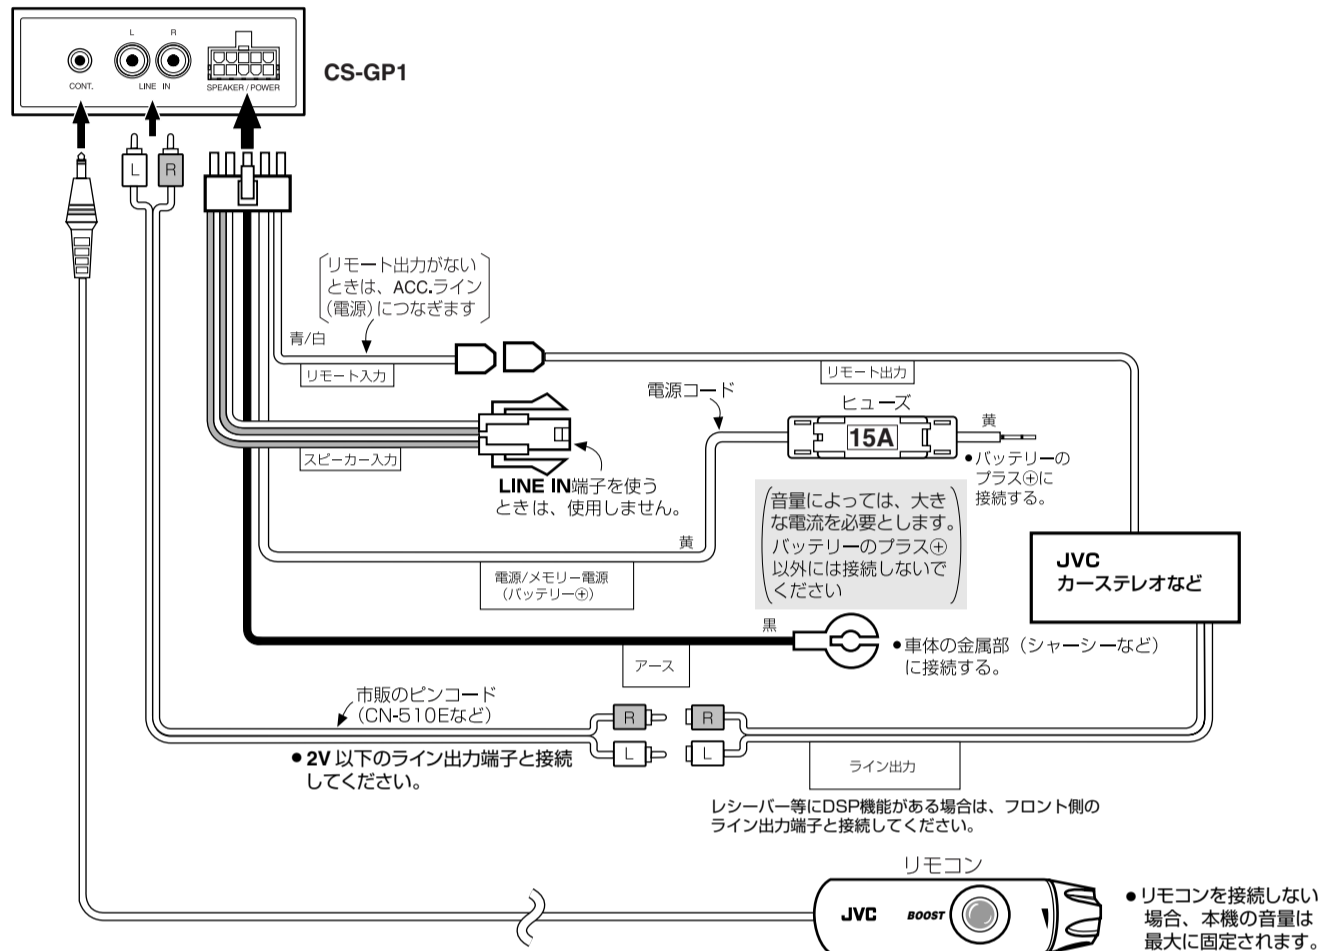 L R
CONT.
LINE IN
SPEAKER / POWER
CS-GP1
L
R
リモート出力がない
ときは、ACC.ライン
(電源)につなぎます
青/白
リモート入力
リモート出力
電源コード
ヒューズ
15A
黄
●バッテリーの
プラス⊕に
接続する。
スピーカー入力
LINE IN端子を使う
ときは、使用しません。
音量によっては、大き
な電流を必要とします。
バッテリーのプラス⊕
以外には接続しないで
ください
黄
電源/メモリー電源
(バッテリー⊕)
JVC
カーステレオなど
黒
アース
●車体の金属部(シャーシーなど)
に接続する。
市販のピンコード
(CN-510Eなど)
R
R
L
L
●2V 以下のライン出力端子と接続
してください。
ライン出力
レシーバー等にDSP機能がある場合は、フロント側の
ライン出力端子と接続してください。
リモコン
JVC
BOOST
●リモコンを接続しない
場合、本機の音量は
最大に固定されます。